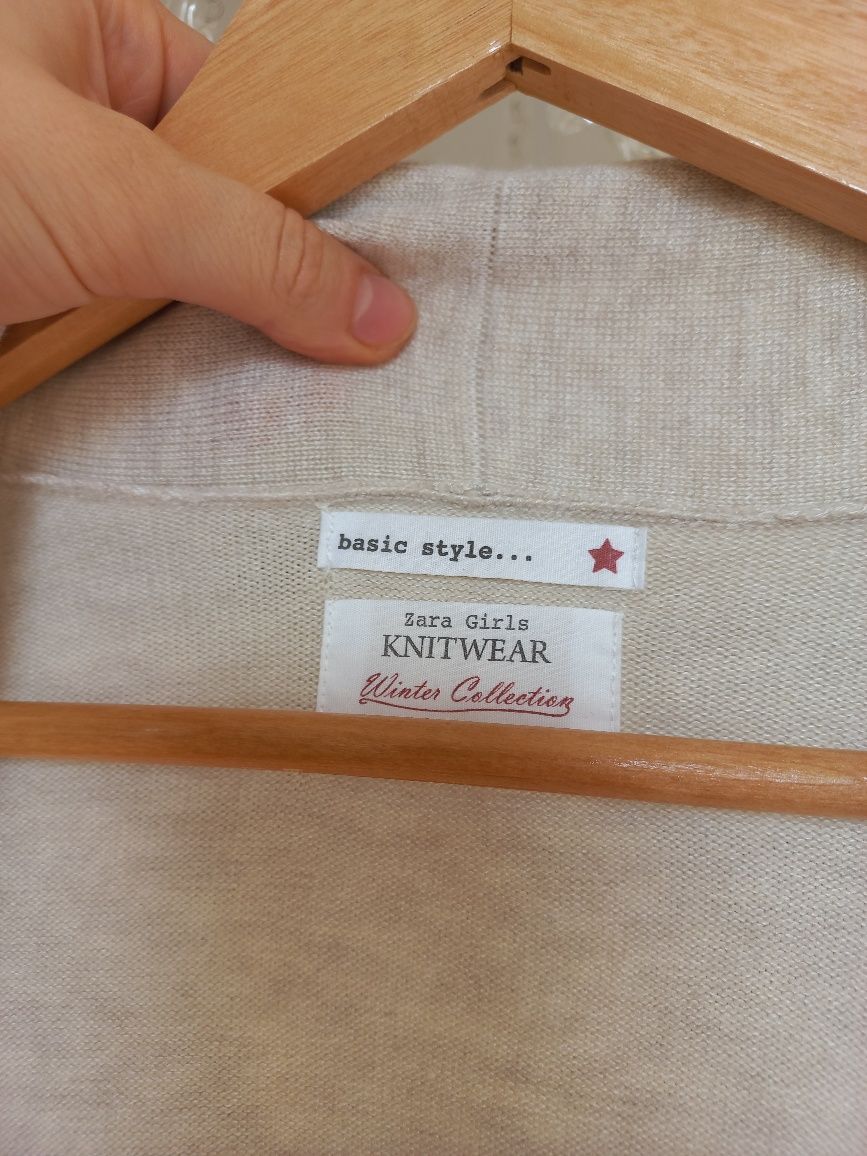 basic style...
Zara Girls
KNITWEAR
Winter Collection